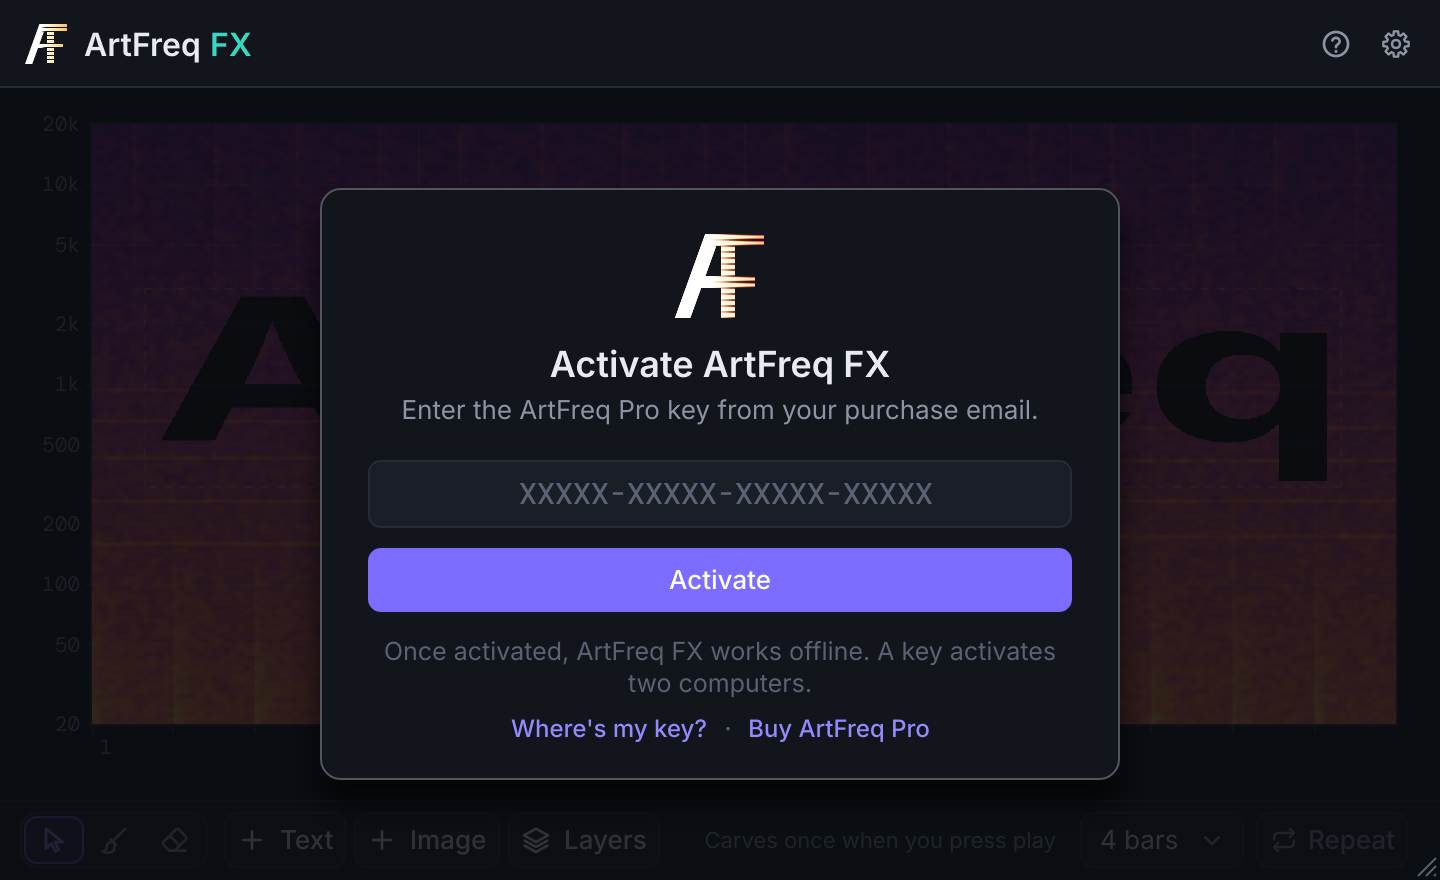 AF ArtFreq FX
20k
10k
5k
2k
1k
500
200
100
50
20
1
A
eq
AF
Activate ArtFreq FX
Enter the ArtFreq Pro key from your purchase email.
XXXXX-XXXXX-XXXXX-XXXXX
Activate
Once activated, ArtFreq FX works offline. A key activates
two computers.
Where's my key? · Buy ArtFreq Pro
+ Text + Image Layers Carves once when you press play 4 bars Repeat